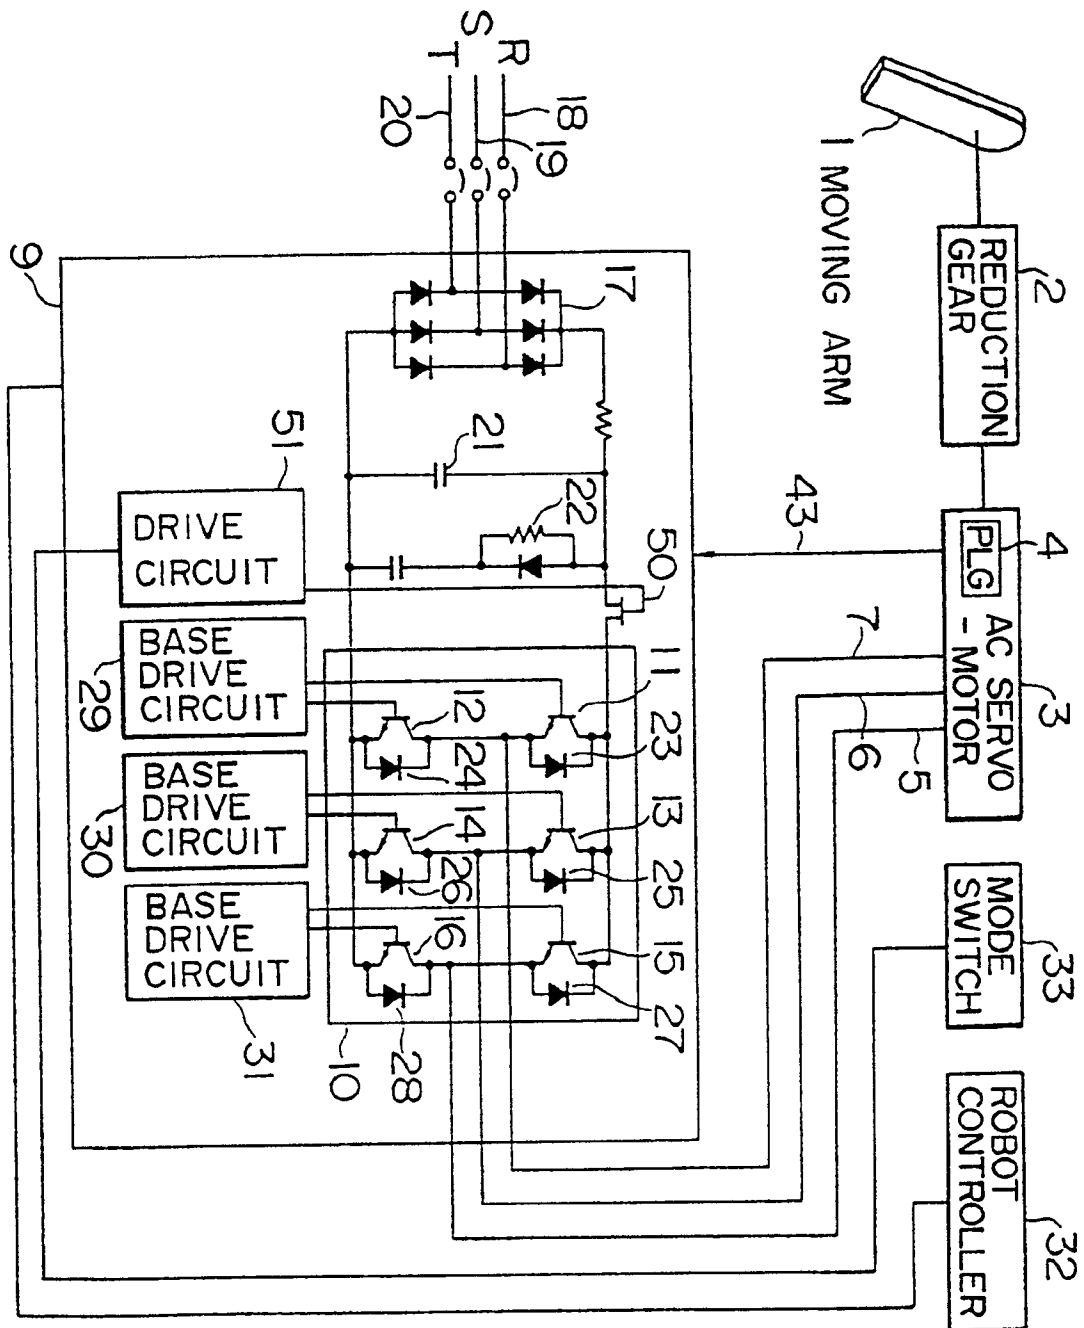 R
S
T
18
19
20
1 MOVING ARM
2
REDUCTION
GEAR
4
PLG
AC SERVO
-MOTOR
3
43
7
6
5
MODE
SWITCH
33
ROBOT
CONTROLLER
32
9
17
21
22
50
51
DRIVE
CIRCUIT
BASE
DRIVE
CIRCUIT
29
BASE
DRIVE
CIRCUIT
30
BASE
DRIVE
CIRCUIT
31
11
23
12
24
13
25
14
26
15
27
16
28
10